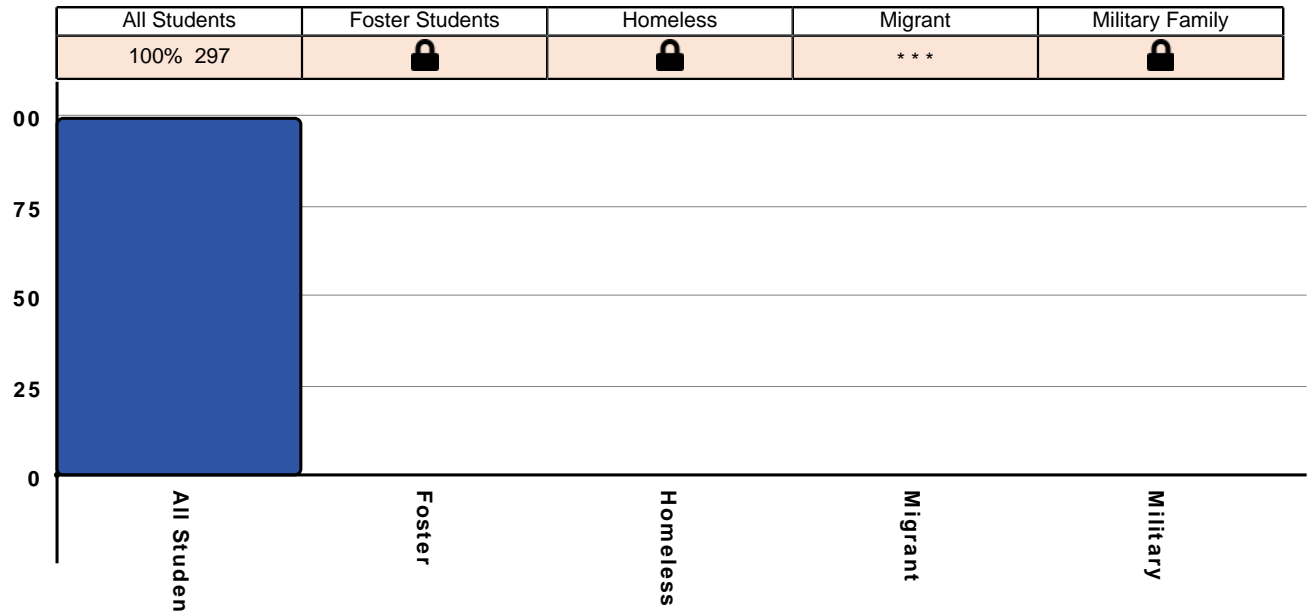 All Students Foster Students Homeless Migrant Military Family
100% 297 * * *
00
75
50
25
0
All Studen
Foster
Homeless
Migrant
Military